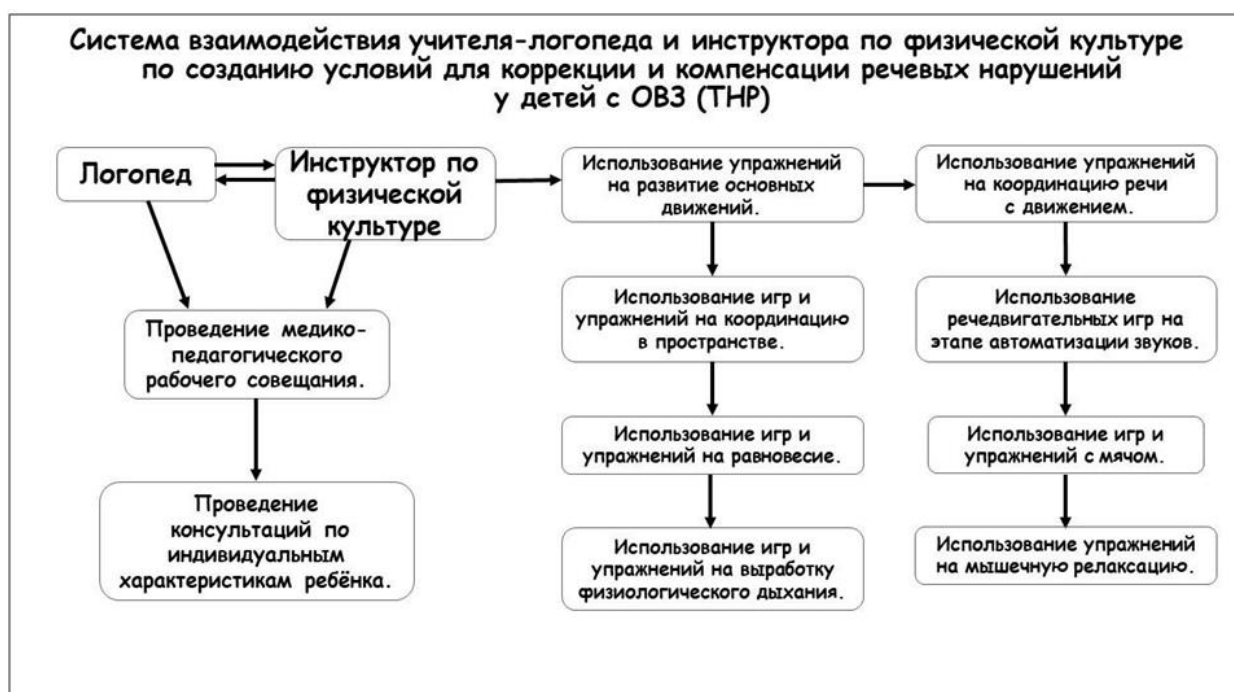 Система взаимодействия учителя-логопеда и инструктора по физической культуре
по созданию условий для коррекции и компенсации речевых нарушений
у детей с ОВЗ (ТНР)
Логопед
Инструктор по
физической
культуре
Проведение медико-
педагогического
рабочего совещания.
Проведение
консультаций по
индивидуальным
характеристикам ребёнка.
Использование упражнений
на развитие основных
движений.
Использование игр и
упражнений на координацию
в пространстве.
Использование игр и
упражнений на равновесие.
Использование игр и
упражнений на выработку
физиологического дыхания.
Использование упражнений
на координацию речи
с движением.
Использование
речедвигательных игр на
этапе автоматизации звуков.
Использование игр и
упражнений с мячом.
Использование упражнений
на мышечную релаксацию.